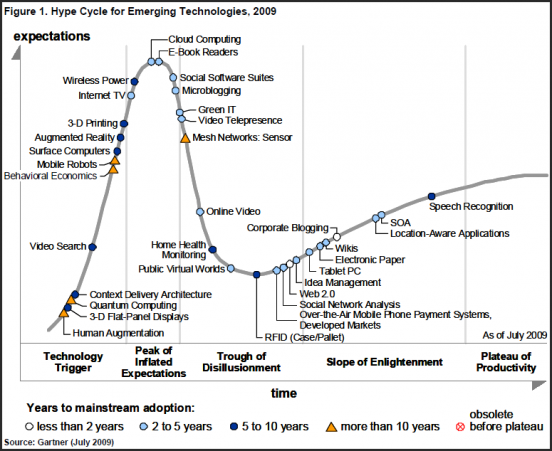 Figure 1. Hype Cycle for Emerging Technologies, 2009
expectations
Cloud Computing
E-Book Readers
Wireless Power
Social Software Suites
Internet TV
Microblogging
Green IT
3-D Printing
Video Telepresence
Augmented Reality
Mesh Networks: Sensor
Surface Computers
Mobile Robots
Behavioral Economics
Online Video
Speech Recognition
Corporate Blogging
SOA
Location-Aware Applications
Video Search
Home Health
Monitoring
Wikis
Electronic Paper
Public Virtual Worlds
Tablet PC
Idea Management
Context Delivery Architecture
Web 2.0
Quantum Computing
Social Network Analysis
3-D Flat-Panel Displays
Over-the-Air Mobile Phone Payment Systems,
Developed Markets
Human Augmentation
RFID (Case/Pallet)
As of July 2009
Technology
Trigger
Peak of
Inflated
Expectations
Trough of
Disillusionment
Slope of Enlightenment
Plateau of
Productivity
time
Years to mainstream adoption:
less than 2 years
2 to 5 years
5 to 10 years
more than 10 years
obsolete
before plateau
Source: Gartner (July 2009)